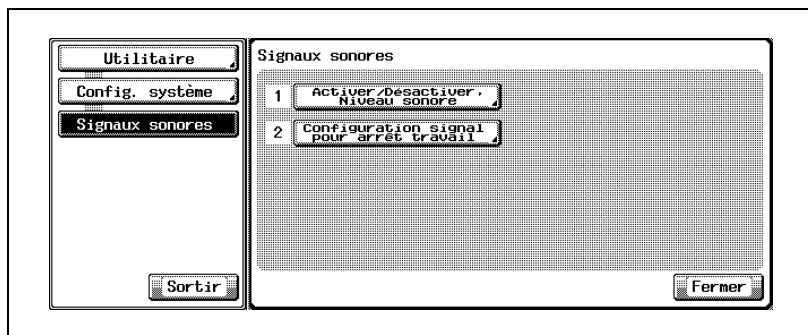 Utilitaire
Config. système
Signaux sonores
Sortir
Signaux sonores
1 Activer/Désactiver,
Niveau sonore
2 Configuration signal
pour arrêt travail
Fermer